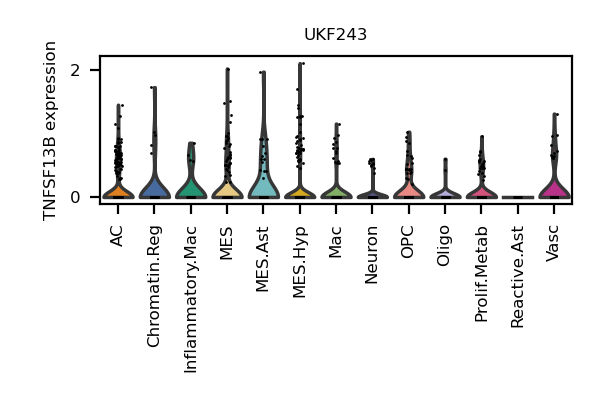 UKF243
TNFSF13B expression
2
0
AC
Chromatin.Reg
Inflammatory.Mac
MES
MES.Ast
MES.Hyp
Mac
Neuron
OPC
Oligo
Prolif.Metab
Reactive.Ast
Vasc